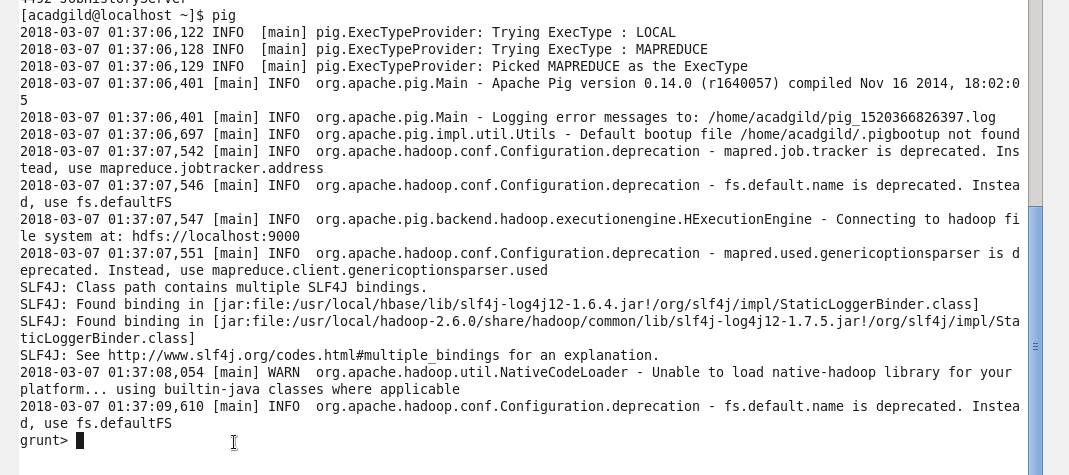 4492 JobHistoryServer
[acadgild@localhost ~]$ pig
2018-03-07 01:37:06,122 INFO  [main] pig.ExecTypeProvider: Trying ExecType : LOCAL
2018-03-07 01:37:06,128 INFO  [main] pig.ExecTypeProvider: Trying ExecType : MAPREDUCE
2018-03-07 01:37:06,129 INFO  [main] pig.ExecTypeProvider: Picked MAPREDUCE as the ExecType
2018-03-07 01:37:06,401 [main] INFO  org.apache.pig.Main - Apache Pig version 0.14.0 (r1640057) compiled Nov 16 2014, 18:02:0
5
2018-03-07 01:37:06,401 [main] INFO  org.apache.pig.Main - Logging error messages to: /home/acadgild/pig_1520366826397.log
2018-03-07 01:37:06,697 [main] INFO  org.apache.pig.impl.util.Utils - Default bootup file /home/acadgild/.pigbootup not found
2018-03-07 01:37:07,542 [main] INFO  org.apache.hadoop.conf.Configuration.deprecation - mapred.job.tracker is deprecated. Ins
tead, use mapreduce.jobtracker.address
2018-03-07 01:37:07,546 [main] INFO  org.apache.hadoop.conf.Configuration.deprecation - fs.default.name is deprecated. Instea
d, use fs.defaultFS
2018-03-07 01:37:07,547 [main] INFO  org.apache.pig.backend.hadoop.executionengine.HExecutionEngine - Connecting to hadoop fi
le system at: hdfs://localhost:9000
2018-03-07 01:37:07,551 [main] INFO  org.apache.hadoop.conf.Configuration.deprecation - mapred.used.genericoptionsparser is d
eprecated. Instead, use mapreduce.client.genericoptionsparser.used
SLF4J: Class path contains multiple SLF4J bindings.
SLF4J: Found binding in [jar:file:/usr/local/hbase/lib/slf4j-log4j12-1.6.4.jar!/org/slf4j/impl/StaticLoggerBinder.class]
SLF4J: Found binding in [jar:file:/usr/local/hadoop-2.6.0/share/hadoop/common/lib/slf4j-log4j12-1.7.5.jar!/org/slf4j/impl/Sta
ticLoggerBinder.class]
SLF4J: See http://www.slf4j.org/codes.html#multiple_bindings for an explanation.
2018-03-07 01:37:08,054 [main] WARN  org.apache.hadoop.util.NativeCodeLoader - Unable to load native-hadoop library for your
platform... using builtin-java classes where applicable
2018-03-07 01:37:09,610 [main] INFO  org.apache.hadoop.conf.Configuration.deprecation - fs.default.name is deprecated. Instea
d, use fs.defaultFS
grunt>